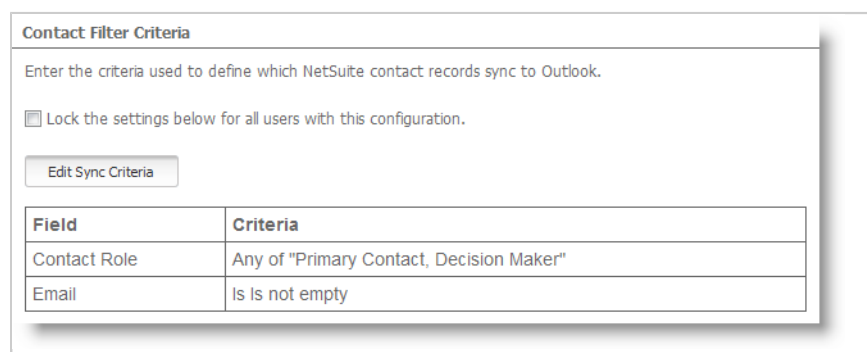 Contact Filter Criteria
Enter the criteria used to define which NetSuite contact records sync to Outlook.
Lock the settings below for all users with this configuration.
Edit Sync Criteria
Field Criteria
Contact Role Any of "Primary Contact, Decision Maker"
Email Is Is not empty